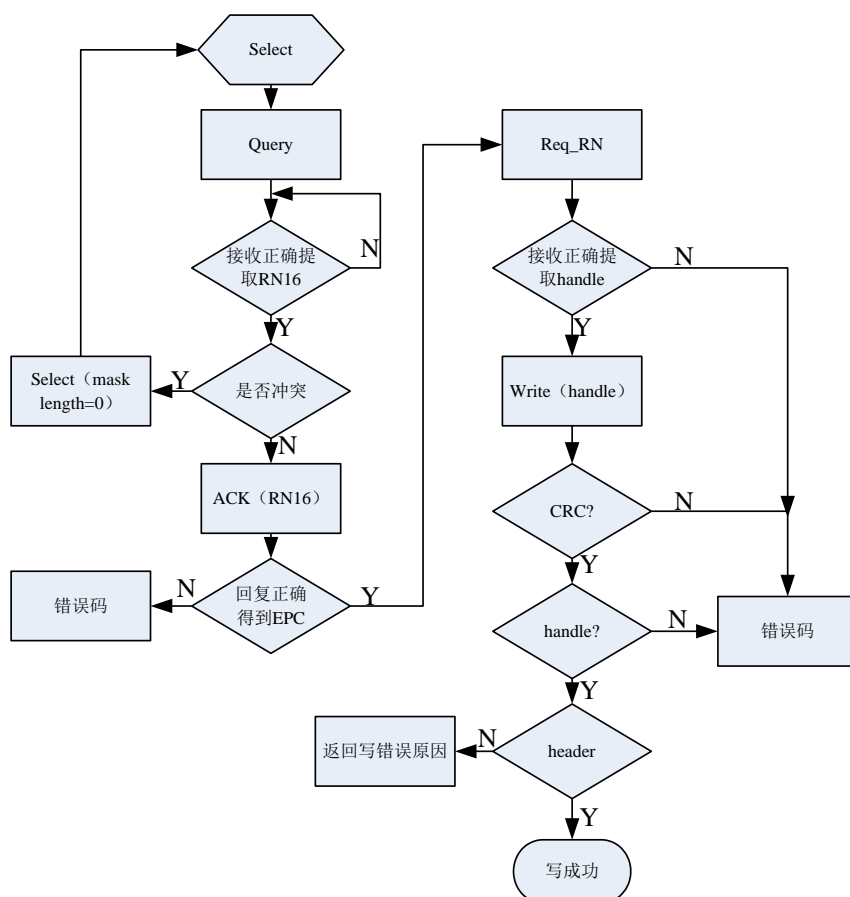 Select
Query
接收正确提
取RN16
N
Y
Select（mask
length=0）
Y
是否冲突
N
ACK（RN16）
错误码
N
回复正确
得到EPC
Y
Req_RN
接收正确提
取handle
N
Y
Write（handle）
CRC?
N
Y
handle?
N
错误码
Y
返回写错误原因
N
header
Y
写成功